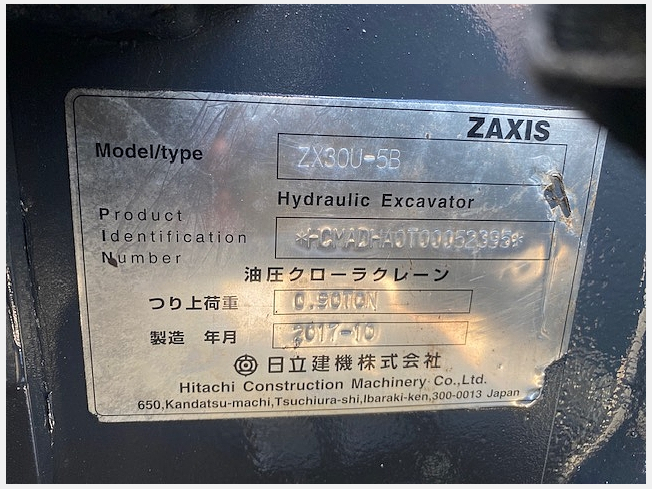 ZAXIS
Model/type ZX30U-5B
Hydraulic Excavator
Product
Identification *HCMADHA0T00052395*
Number
油圧クローラクレーン
つり上荷重 0.90TON
製造 年月 2017-10
日立建機株式会社
Hitachi Construction Machinery Co.,Ltd.
650,Kandatsu-machi,Tsuchiura-shi,Ibaraki-ken,300-0013 Japan